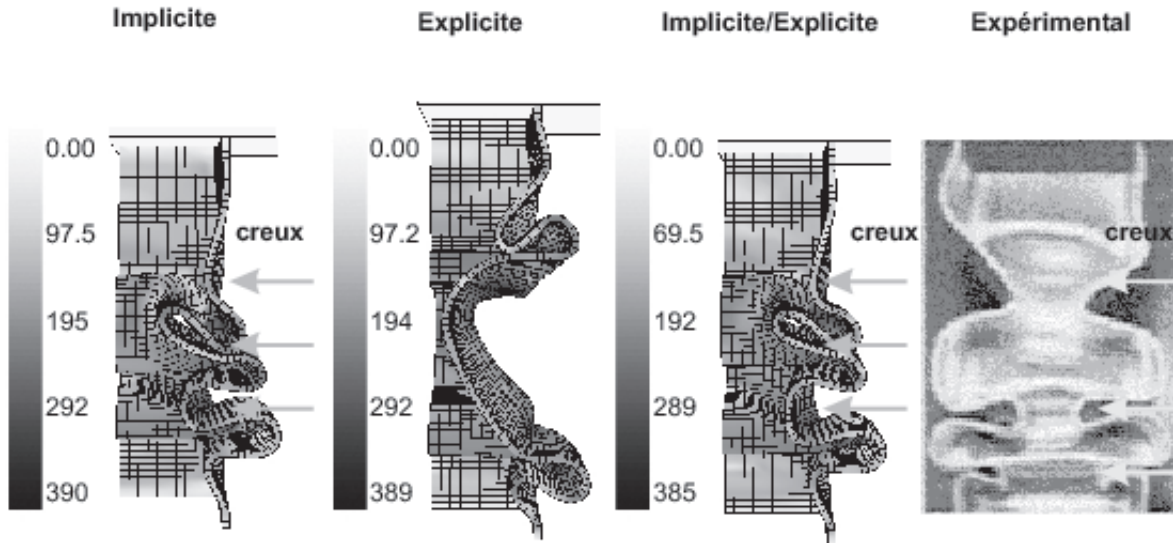 Implicite
Explicite
Implicite/Explicite
Expérimental
0.00
97.5
195
292
390
creux
0.00
97.2
194
292
389
0.00
69.5
192
289
385
creux
creux